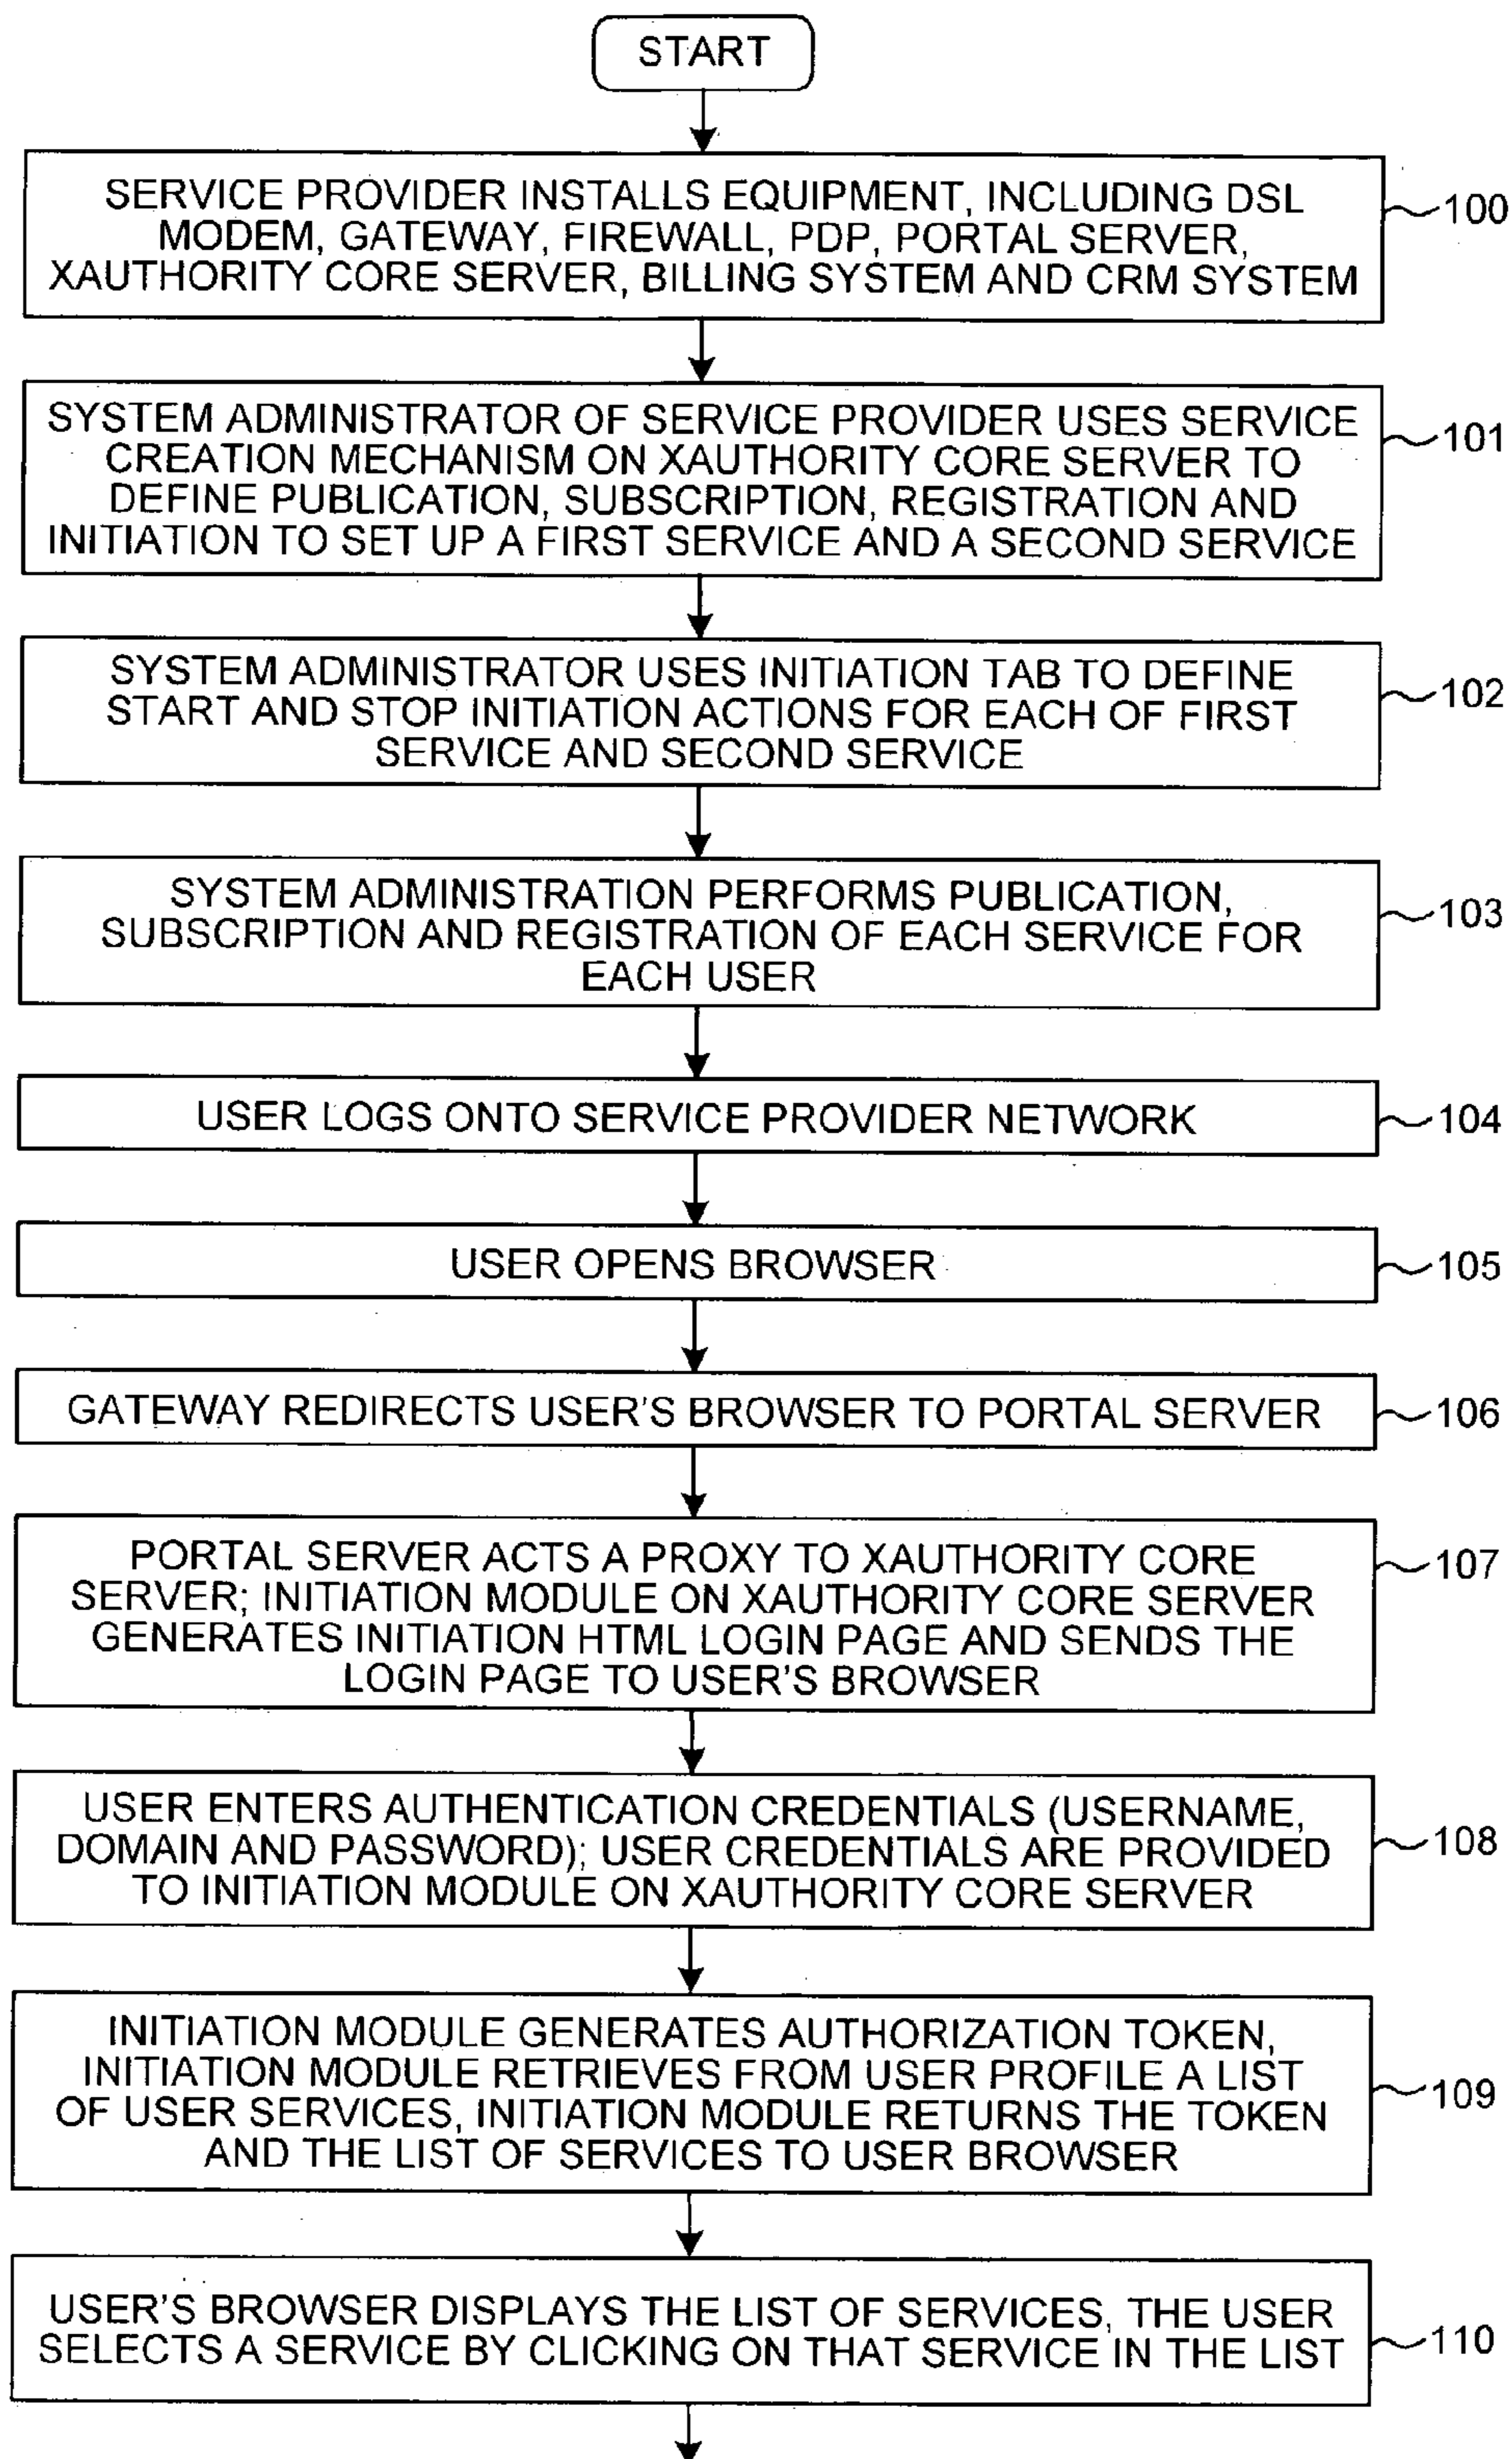 START
SERVICE PROVIDER INSTALLS EQUIPMENT, INCLUDING DSL
MODEM, GATEWAY, FIREWALL, PDP, PORTAL SERVER,
XAUTHORITY CORE SERVER, BILLING SYSTEM AND CRM SYSTEM
100
SYSTEM ADMINISTRATOR OF SERVICE PROVIDER USES SERVICE
CREATION MECHANISM ON XAUTHORITY CORE SERVER TO
DEFINE PUBLICATION, SUBSCRIPTION, REGISTRATION AND
INITIATION TO SET UP A FIRST SERVICE AND A SECOND SERVICE
101
SYSTEM ADMINISTRATOR USES INITIATION TAB TO DEFINE
START AND STOP INITIATION ACTIONS FOR EACH OF FIRST
SERVICE AND SECOND SERVICE
102
SYSTEM ADMINISTRATION PERFORMS PUBLICATION,
SUBSCRIPTION AND REGISTRATION OF EACH SERVICE FOR
EACH USER
103
USER LOGS ONTO SERVICE PROVIDER NETWORK
104
USER OPENS BROWSER
105
GATEWAY REDIRECTS USER'S BROWSER TO PORTAL SERVER
106
PORTAL SERVER ACTS A PROXY TO XAUTHORITY CORE
SERVER; INITIATION MODULE ON XAUTHORITY CORE SERVER
GENERATES INITIATION HTML LOGIN PAGE AND SENDS THE
LOGIN PAGE TO USER'S BROWSER
107
USER ENTERS AUTHENTICATION CREDENTIALS (USERNAME,
DOMAIN AND PASSWORD); USER CREDENTIALS ARE PROVIDED
TO INITIATION MODULE ON XAUTHORITY CORE SERVER
108
INITIATION MODULE GENERATES AUTHORIZATION TOKEN,
INITIATION MODULE RETRIEVES FROM USER PROFILE A LIST
OF USER SERVICES, INITIATION MODULE RETURNS THE TOKEN
AND THE LIST OF SERVICES TO USER BROWSER
109
USER'S BROWSER DISPLAYS THE LIST OF SERVICES, THE USER
SELECTS A SERVICE BY CLICKING ON THAT SERVICE IN THE LIST
110